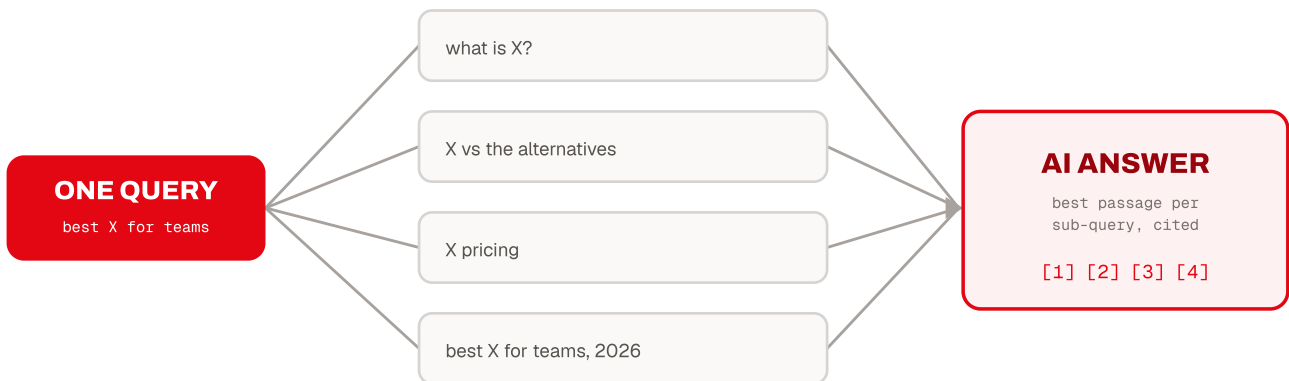 ONE QUERY
best X for teams
what is X?
X vs the alternatives
X pricing
best X for teams, 2026
AI ANSWER
best passage per
sub-query, cited
[1] [2] [3] [4]